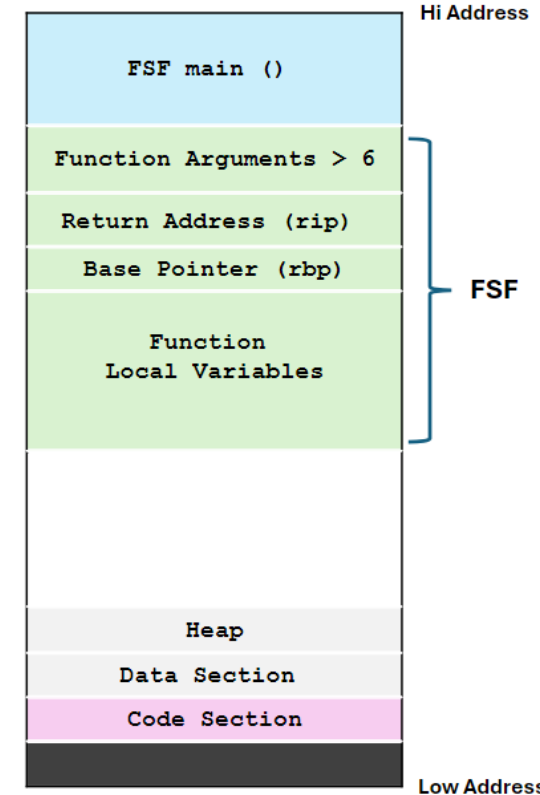 Hi Address
FSF main ()
Function Arguments > 6
Return Address (rip)
Base Pointer (rbp)
FSF
Function
Local Variables
Heap
Data Section
Code Section
Low Address